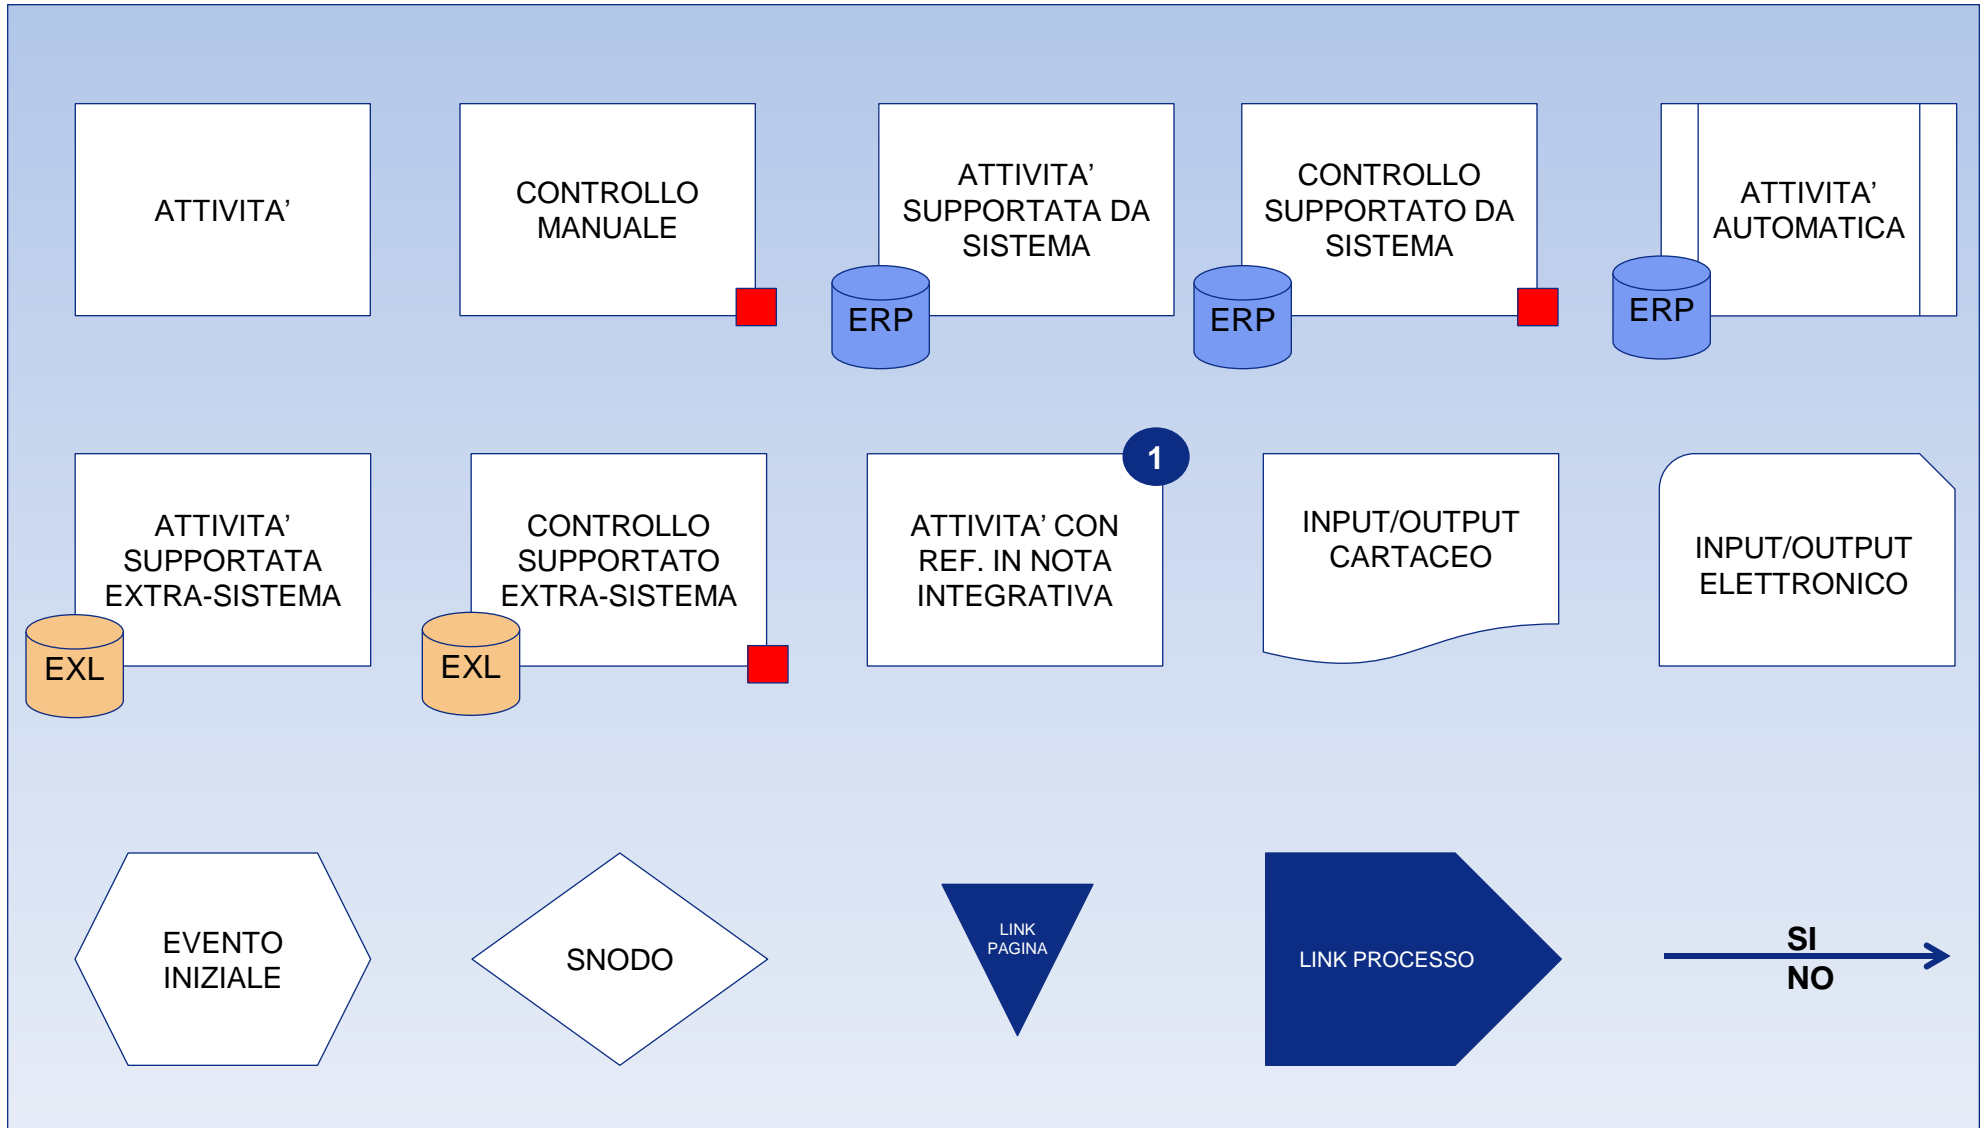 ATTIVITA’
CONTROLLO
MANUALE
ATTIVITA’
SUPPORTATA DA
SISTEMA
ERP
CONTROLLO
SUPPORTATO DA
SISTEMA
ERP
ATTIVITA’
AUTOMATICA
ERP
ATTIVITA’
SUPPORTATA
EXTRA-SISTEMA
EXL
CONTROLLO
SUPPORTATO
EXTRA-SISTEMA
EXL
1
ATTIVITA’ CON
REF. IN NOTA
INTEGRATIVA
INPUT/OUTPUT
CARTACEO
INPUT/OUTPUT
ELETTRONICO
EVENTO
INIZIALE
SNODO
LINK
PAGINA
LINK PROCESSO
SI
NO